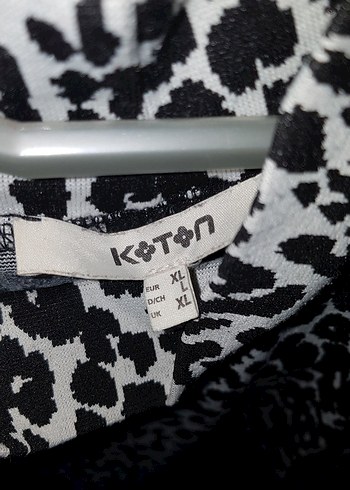 KOTON
EUR XL
D/CH L
UK XL